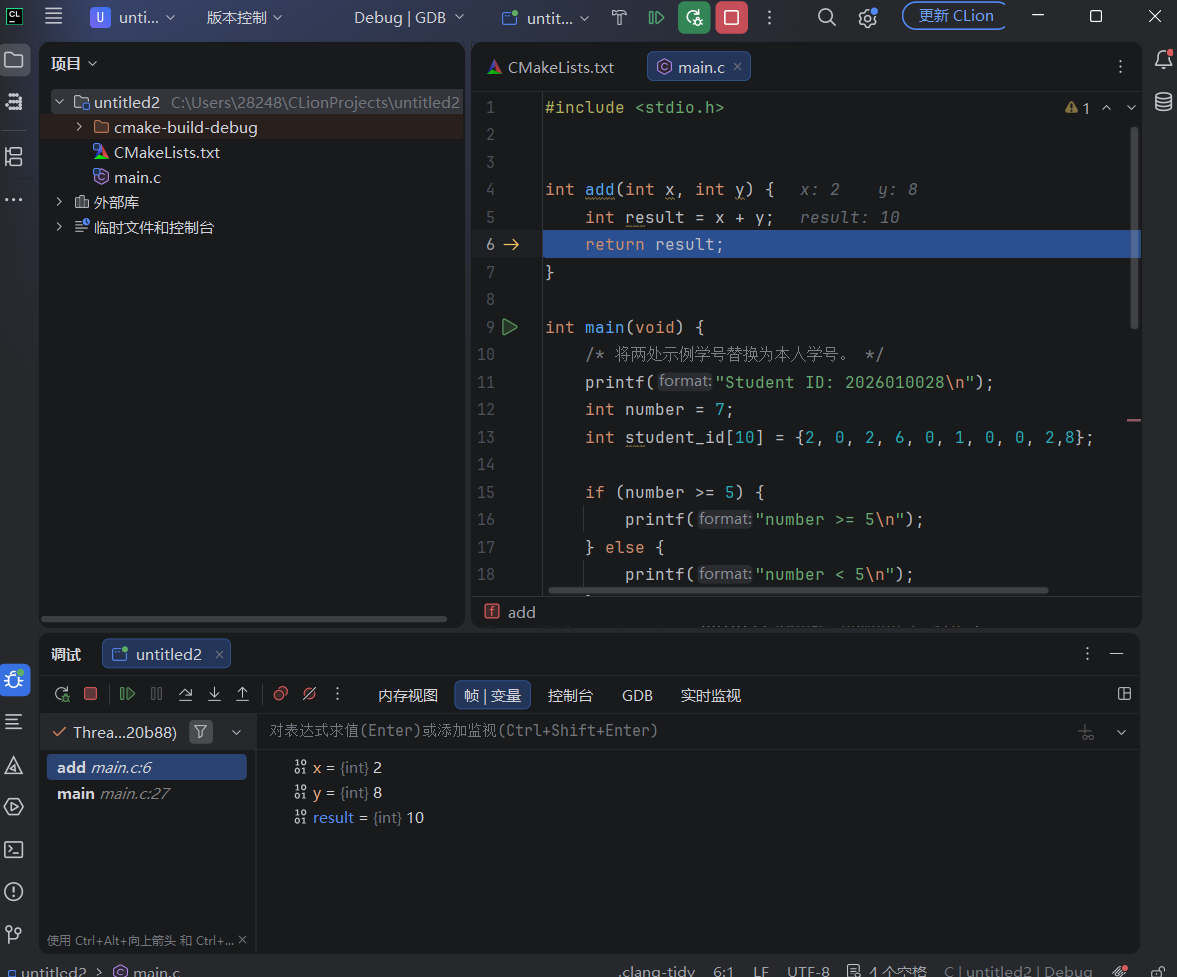 CL
U unti...
版本控制
Debug | GDB
untit...
更新 CLion
项目
untitled2 C:\Users\28248\CLionProjects\untitled2
cmake-build-debug
CMakeLists.txt
main.c
外部库
临时文件和控制台
CMakeLists.txt
main.c
1 #include <stdio.h>
1
2
3
4 int add(int x, int y) { x: 2 y: 8
5 int result = x + y; result: 10
6 return result;
7 }
8
9 int main(void) {
10 /* 将两处示例学号替换为本人学号。 */
11 printf(format:"Student ID: 2026010028\n");
12 int number = 7;
13 int student_id[10] = {2, 0, 2, 6, 0, 1, 0, 0, 2,8};
14
15 if (number >= 5) {
16 printf(format:"number >= 5\n");
17 } else {
18 printf(format:"number < 5\n");
f add
调试
untitled2
内存视图
帧 | 变量
控制台
GDB
实时监视
Threa...20b88)
对表达式求值(Enter)或添加监视(Ctrl+Shift+Enter)
add main.c:6
main main.c:27
x = {int} 2
y = {int} 8
result = {int} 10
使用 Ctrl+Alt+向上箭头 和 Ctrl+...
untitled2 > main.c
.clang-tidy 6:1 LF UTF-8 4 个空格 C | untitled2 | Debug